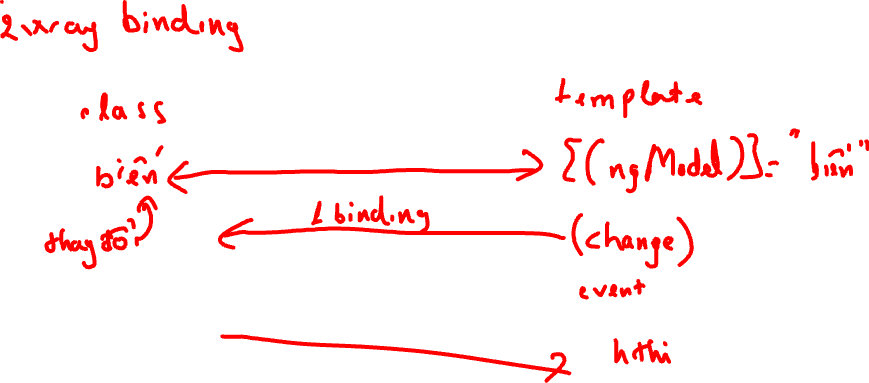 2 way binding
class
template
biến
[(ngModel)]="biến"
thay đổi
1 binding
(change)
event
hthi